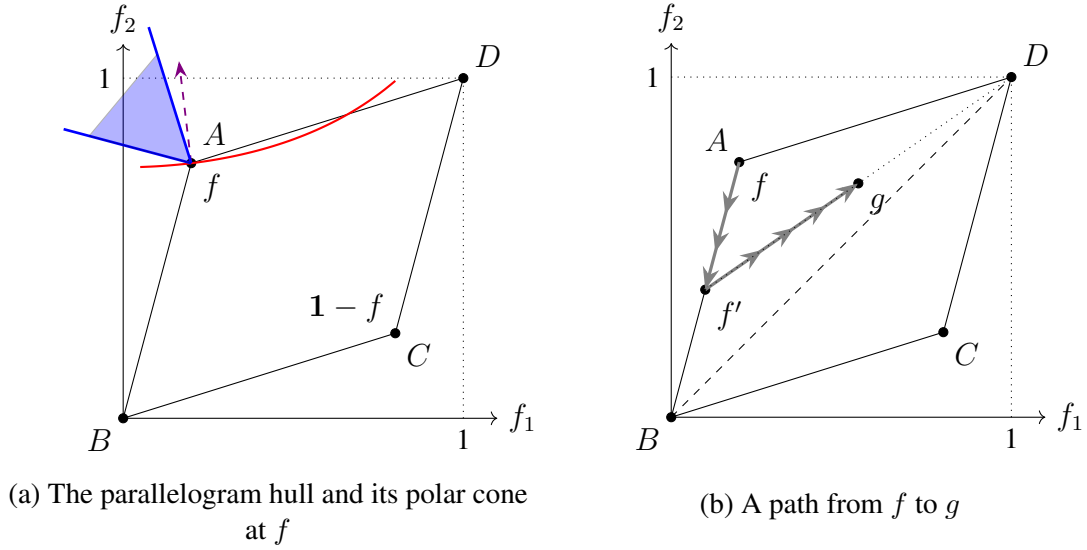 f₂
1
D
A
f
1 − f
C
B
1
f₁
(a) The parallelogram hull and its polar cone
at f
f₂
1
D
A
f
g
f′
C
B
1
f₁
(b) A path from f to g